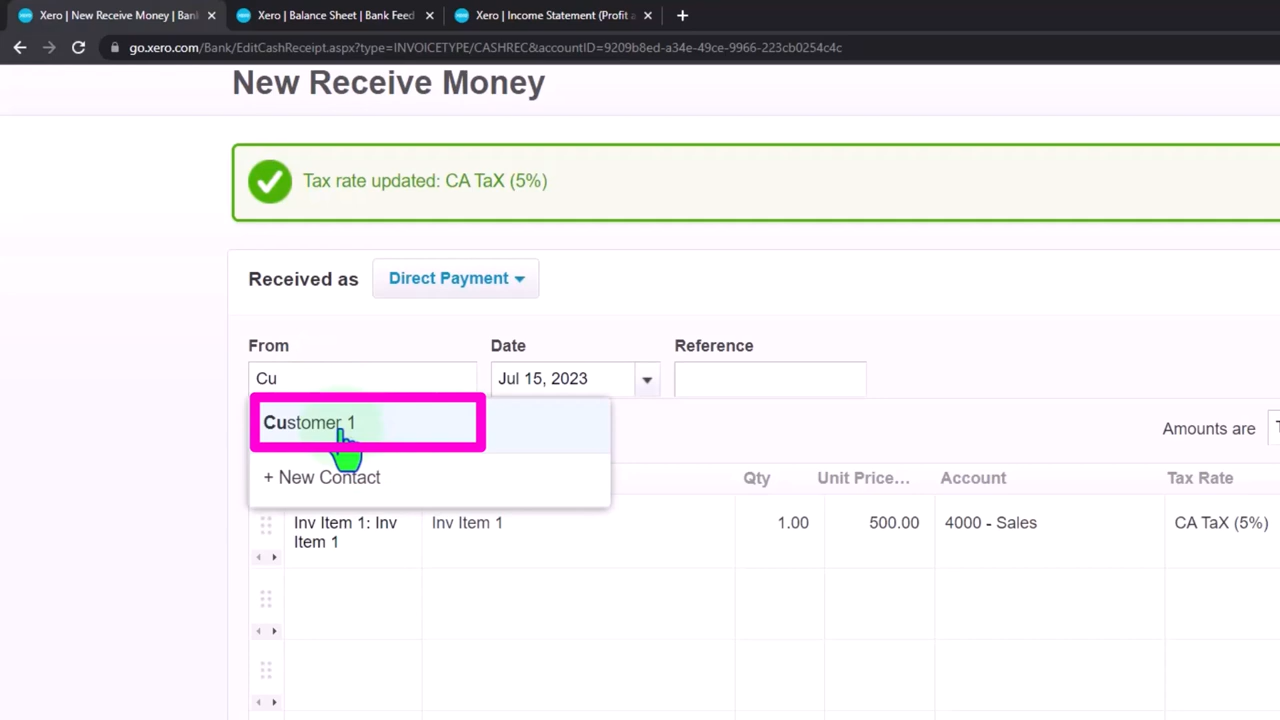 Xero | New Receive Money | Bank
Xero | Balance Sheet | Bank Feed
Xero | Income Statement (Profit a
go.xero.com/Bank/EditCashReceipt.aspx?type=INVOICETYPE/CASHREC&accountID=9209b8ed-a34e-49ce-9966-223cb0254c4c
New Receive Money
Tax rate updated: CA TaX (5%)
Received as Direct Payment
From Date Reference
Cu Jul 15, 2023
Customer 1
Amounts are
+ New Contact
Qty Unit Price... Account Tax Rate
Inv Item 1: Inv Item 1 1.00 500.00 4000 - Sales CA TaX (5%)
Item 1